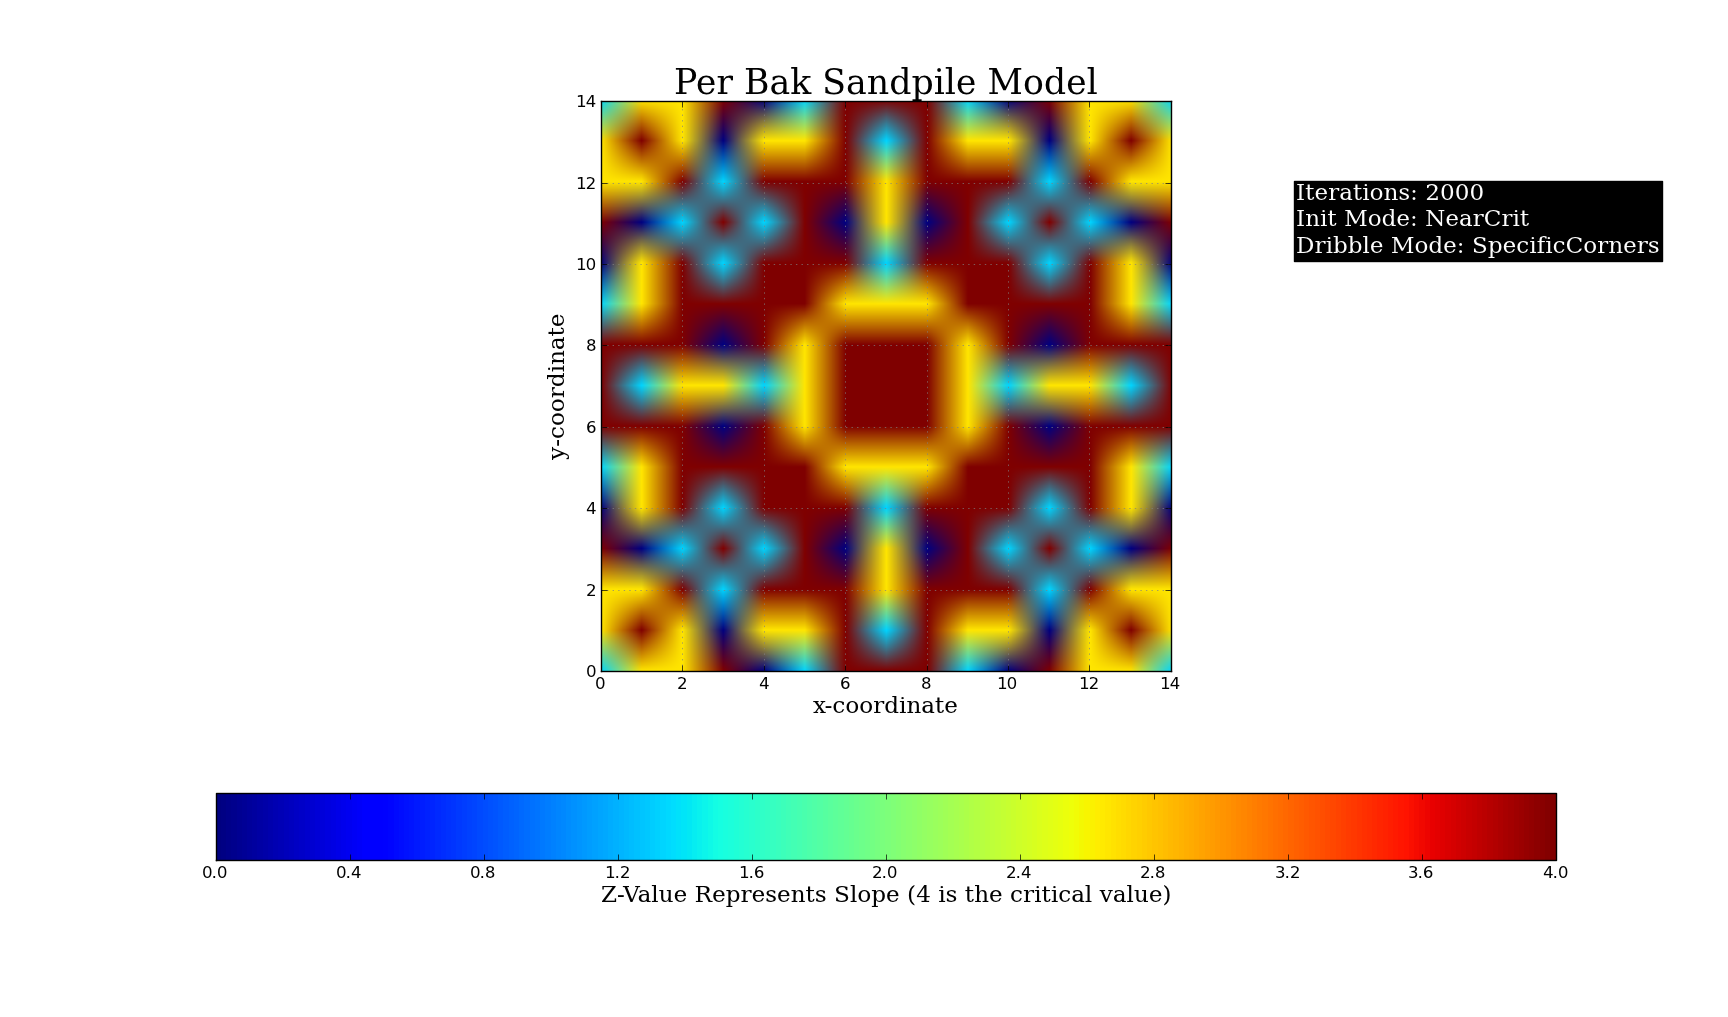 Per Bak Sandpile Model
14
12
10
8
6
4
2
0
y-coordinate
0 2 4 6 8 10 12 14
x-coordinate
Iterations: 2000
Init Mode: NearCrit
Dribble Mode: SpecificCorners
0.0 0.4 0.8 1.2 1.6 2.0 2.4 2.8 3.2 3.6 4.0
Z-Value Represents Slope (4 is the critical value)